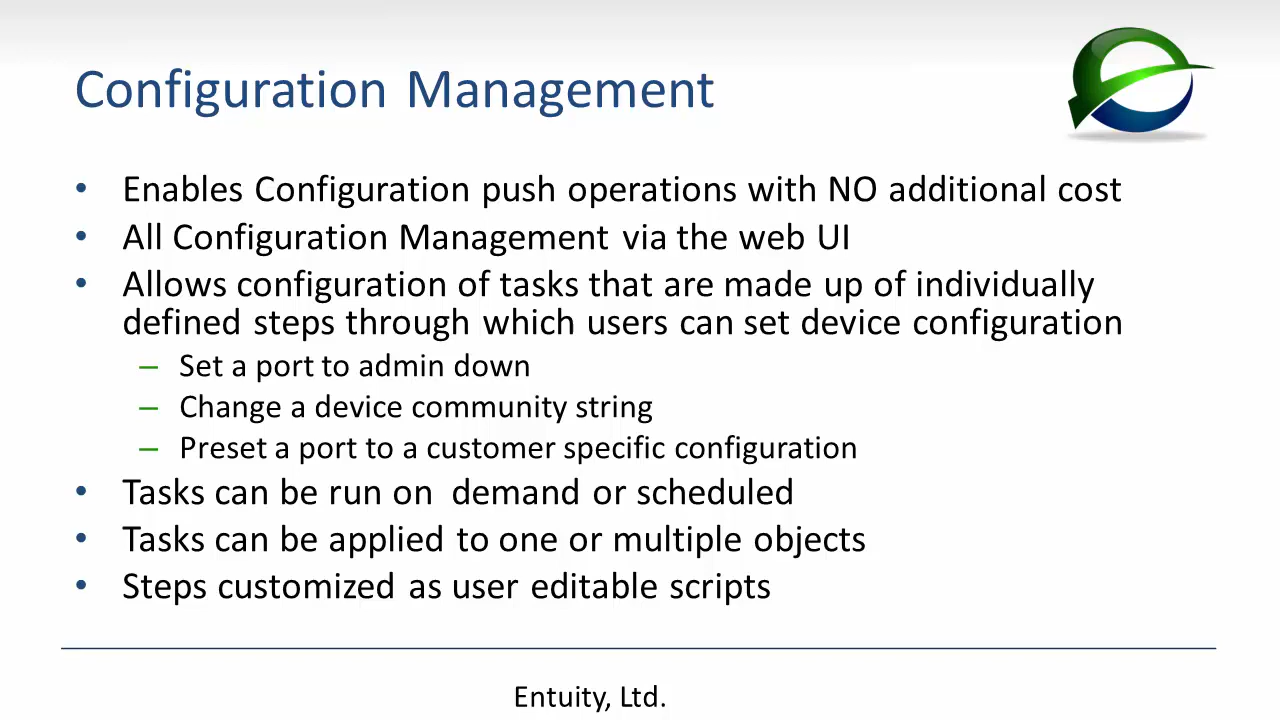 Configuration Management
• Enables Configuration push operations with NO additional cost
• All Configuration Management via the web UI
• Allows configuration of tasks that are made up of individually
defined steps through which users can set device configuration
– Set a port to admin down
– Change a device community string
– Preset a port to a customer specific configuration
• Tasks can be run on  demand or scheduled
• Tasks can be applied to one or multiple objects
• Steps customized as user editable scripts
Entuity, Ltd.